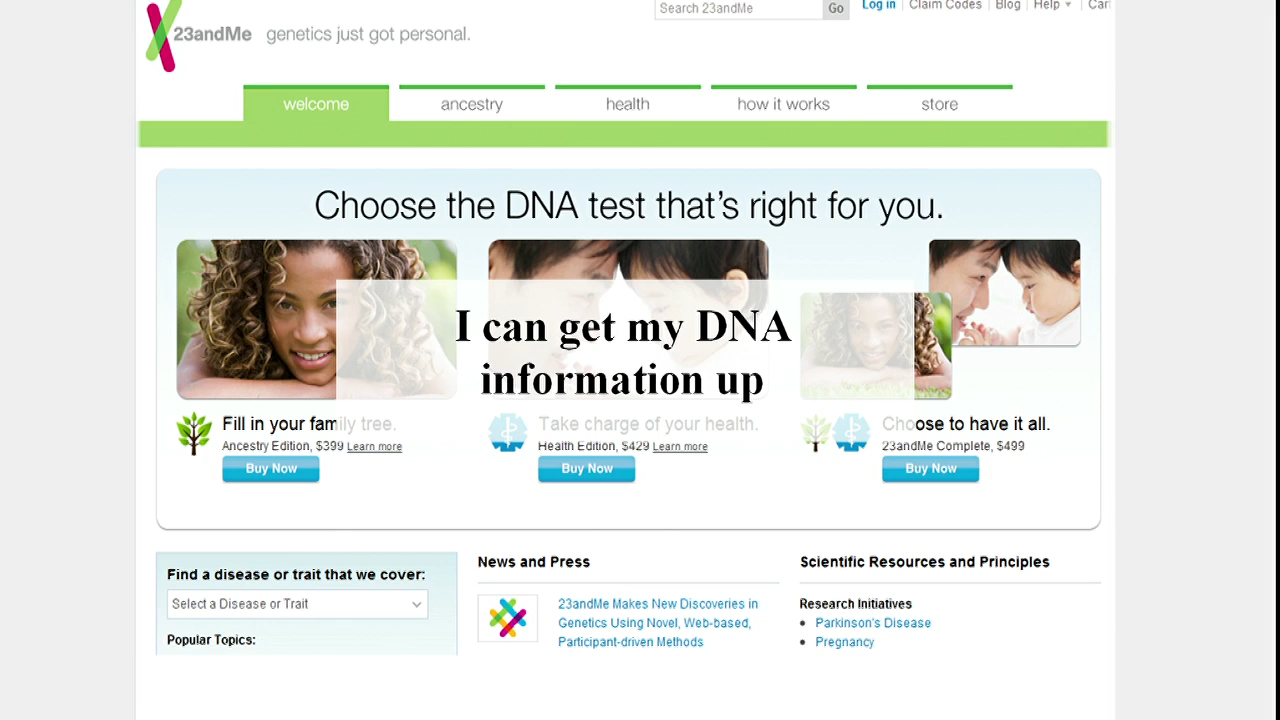 Search 23andMe Go Log in Claim Codes Blog Help
23andMe genetics just got personal.
welcome ancestry health how it works store
Choose the DNA test that's right for you.
I can get my DNA
information up
Fill in your family tree.
Ancestry Edition, $399 Learn more
Buy Now
Take charge of your health.
Health Edition, $429 Learn more
Buy Now
Choose to have it all.
23andMe Complete, $499
Buy Now
Find a disease or trait that we cover:
Select a Disease or Trait
Popular Topics:
News and Press
23andMe Makes New Discoveries in
Genetics Using Novel, Web-based,
Participant-driven Methods
Scientific Resources and Principles
Research Initiatives
Parkinson's Disease
Pregnancy